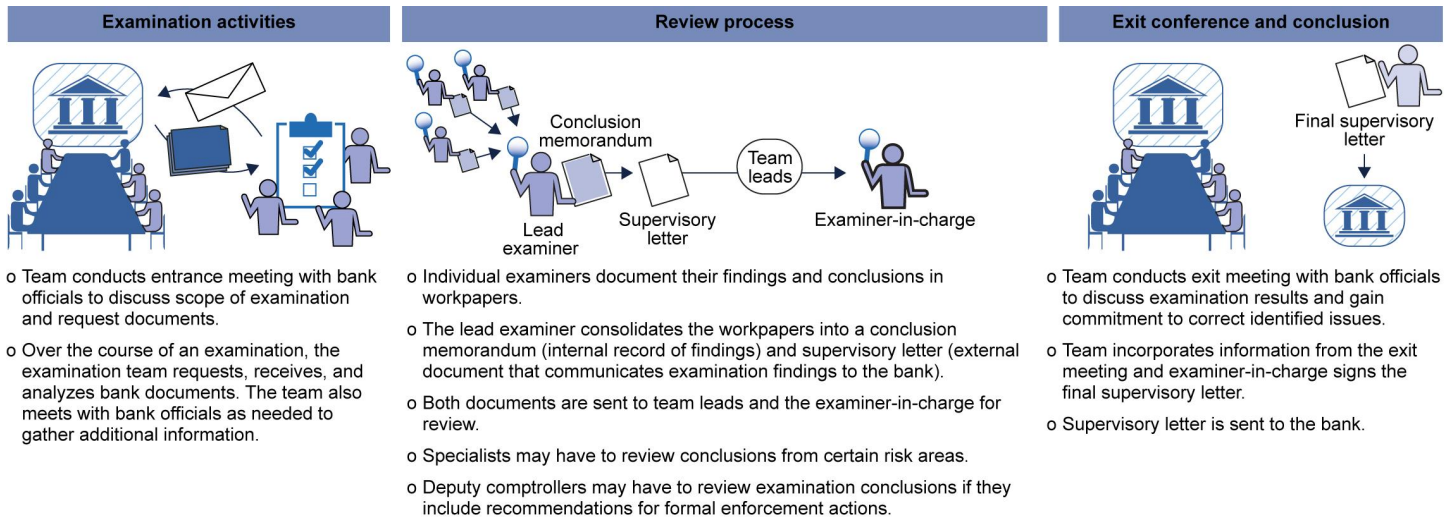 Examination activities
Review process
Exit conference and conclusion
Conclusion
memorandum
Team
leads
Lead
examiner
Supervisory
letter
Examiner-in-charge
Final supervisory
letter
o Team conducts entrance meeting with bank
officials to discuss scope of examination
and request documents.
o Over the course of an examination, the
examination team requests, receives, and
analyzes bank documents. The team also
meets with bank officials as needed to
gather additional information.
o Individual examiners document their findings and conclusions in
workpapers.
o The lead examiner consolidates the workpapers into a conclusion
memorandum (internal record of findings) and supervisory letter (external
document that communicates examination findings to the bank).
o Both documents are sent to team leads and the examiner-in-charge for
review.
o Specialists may have to review conclusions from certain risk areas.
o Deputy comptrollers may have to review examination conclusions if they
include recommendations for formal enforcement actions.
o Team conducts exit meeting with bank officials
to discuss examination results and gain
commitment to correct identified issues.
o Team incorporates information from the exit
meeting and examiner-in-charge signs the
final supervisory letter.
o Supervisory letter is sent to the bank.